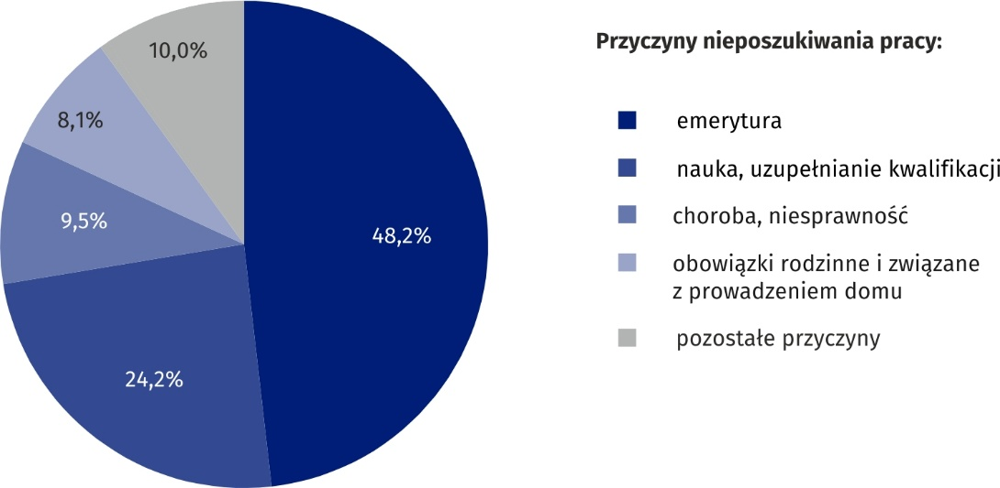 10,0%
8,1%
9,5%
48,2%
24,2%
Przyczyny nieposzukiwania pracy:
emerytura
nauka, uzupełnianie kwalifikacji
choroba, niesprawność
obowiązki rodzinne i związane
z prowadzeniem domu
pozostałe przyczyny